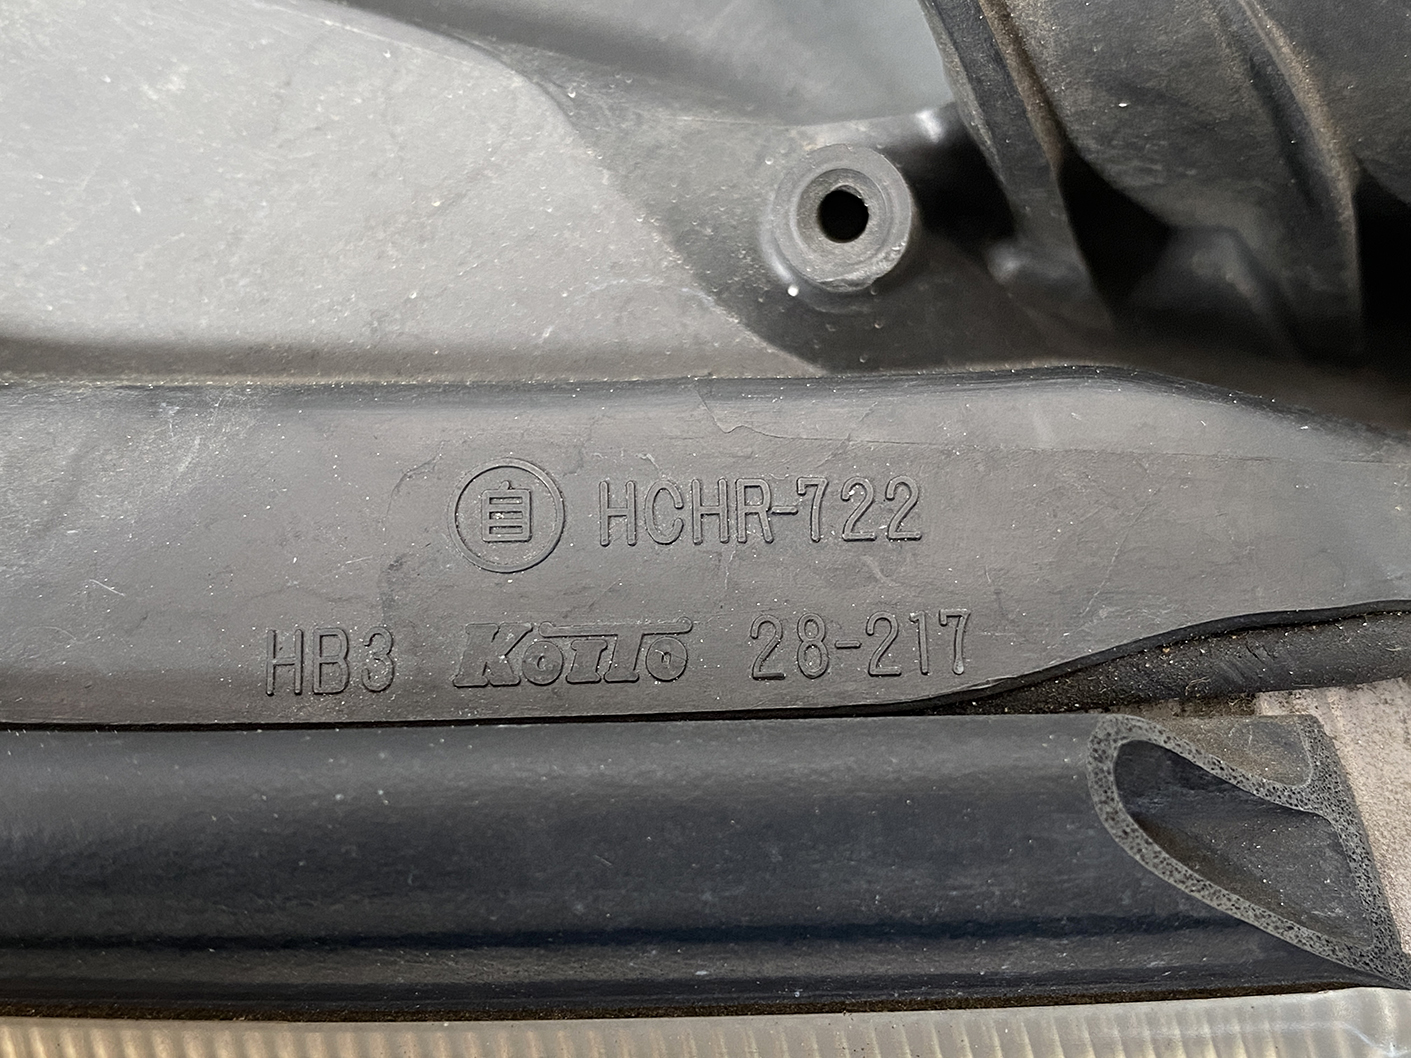 自 HCHR-722
HB3 KOITO 28-217